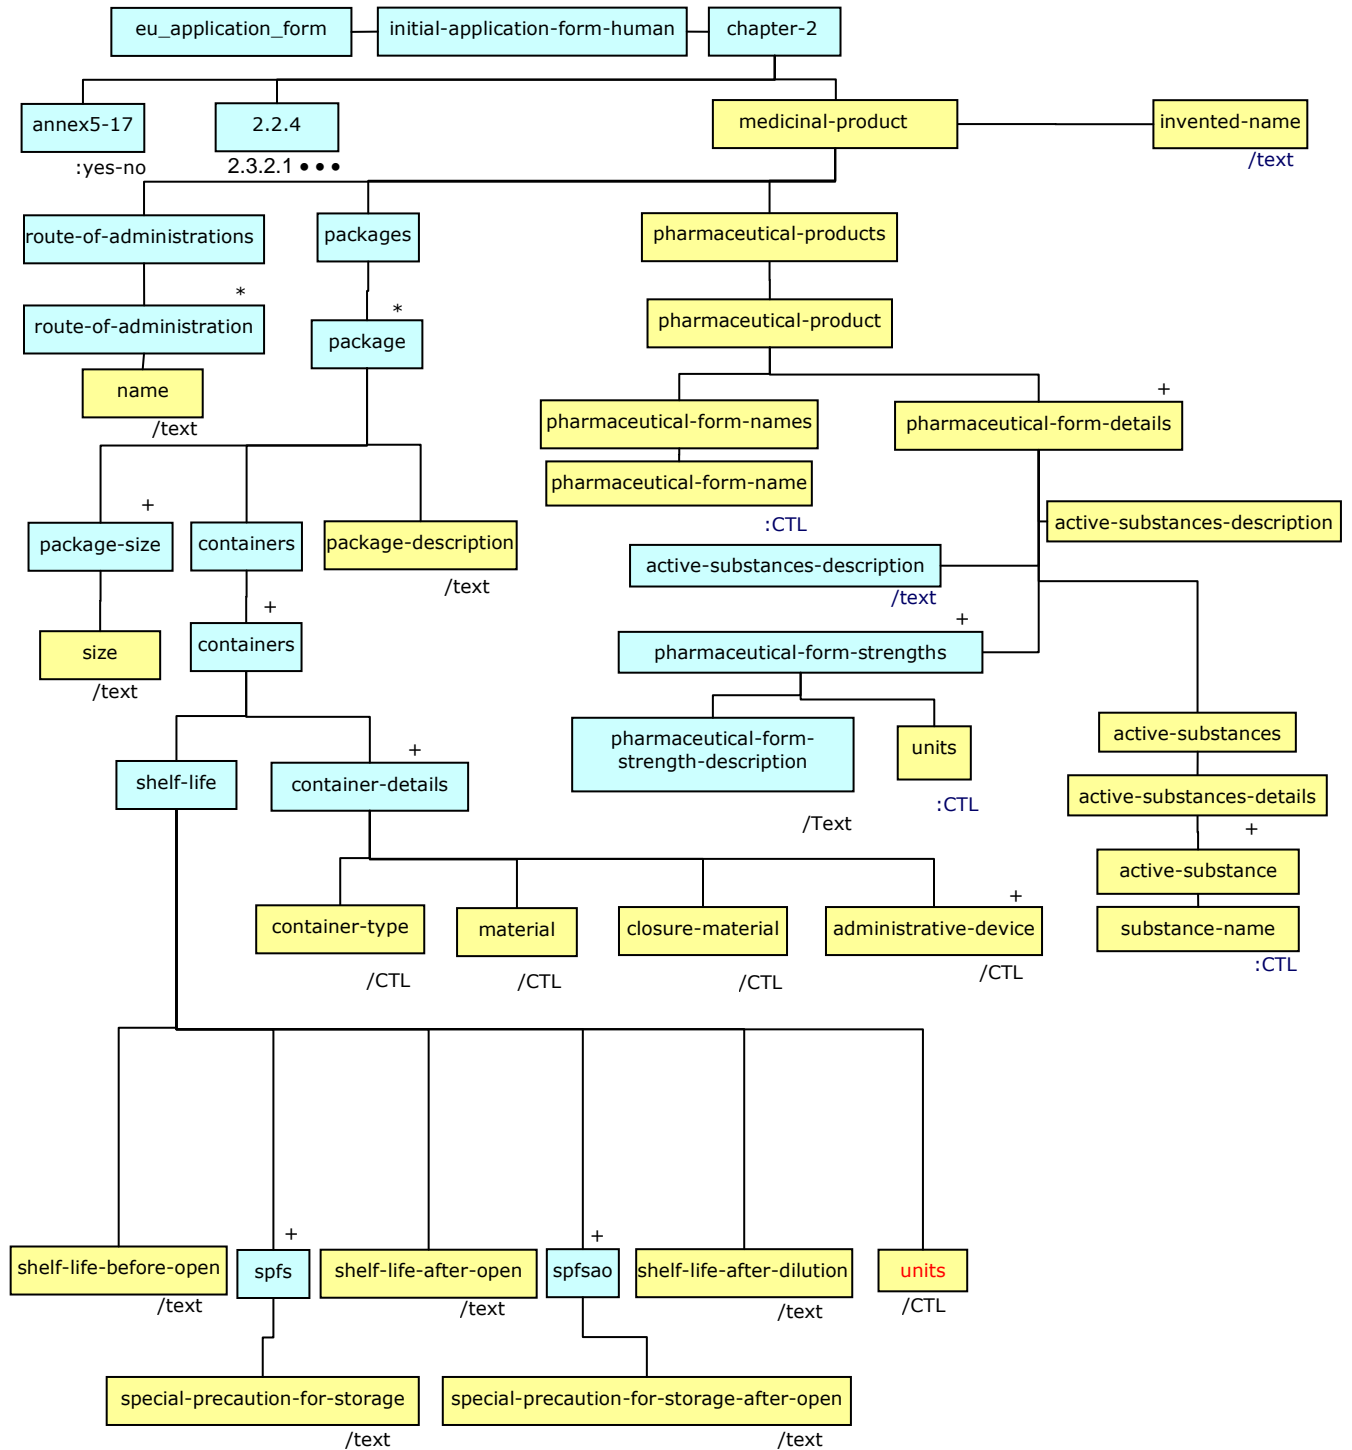 eu_application_form
initial-application-form-human
chapter-2
annex5-17
2.2.4
medicinal-product
invented-name
:yes-no
2.3.2.1 •••
/text
route-of-administrations
packages
pharmaceutical-products
*
route-of-administration
*
package
pharmaceutical-product
name
/text
+
pharmaceutical-form-names
pharmaceutical-form-details
pharmaceutical-form-name
:CTL
+
package-size
containers
package-description
/text
active-substances-description
active-substances-description
/text
+
containers
size
/text
+
pharmaceutical-form-strengths
pharmaceutical-form-
strength-description
/Text
units
:CTL
active-substances
active-substances-details
+
active-substance
substance-name
:CTL
shelf-life
+
container-details
container-type
/CTL
material
/CTL
closure-material
/CTL
+
administrative-device
/CTL
shelf-life-before-open
/text
+
spfs
shelf-life-after-open
/text
+
spfsao
shelf-life-after-dilution
/text
units
/CTL
special-precaution-for-storage
/text
special-precaution-for-storage-after-open
/text